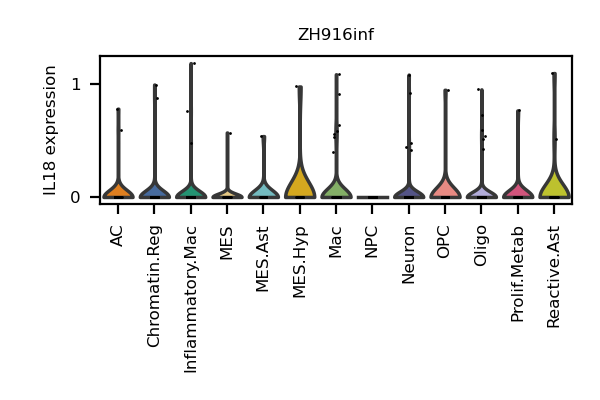 ZH916inf
IL18 expression
1
0
AC
Chromatin.Reg
Inflammatory.Mac
MES
MES.Ast
MES.Hyp
Mac
NPC
Neuron
OPC
Oligo
Prolif.Metab
Reactive.Ast